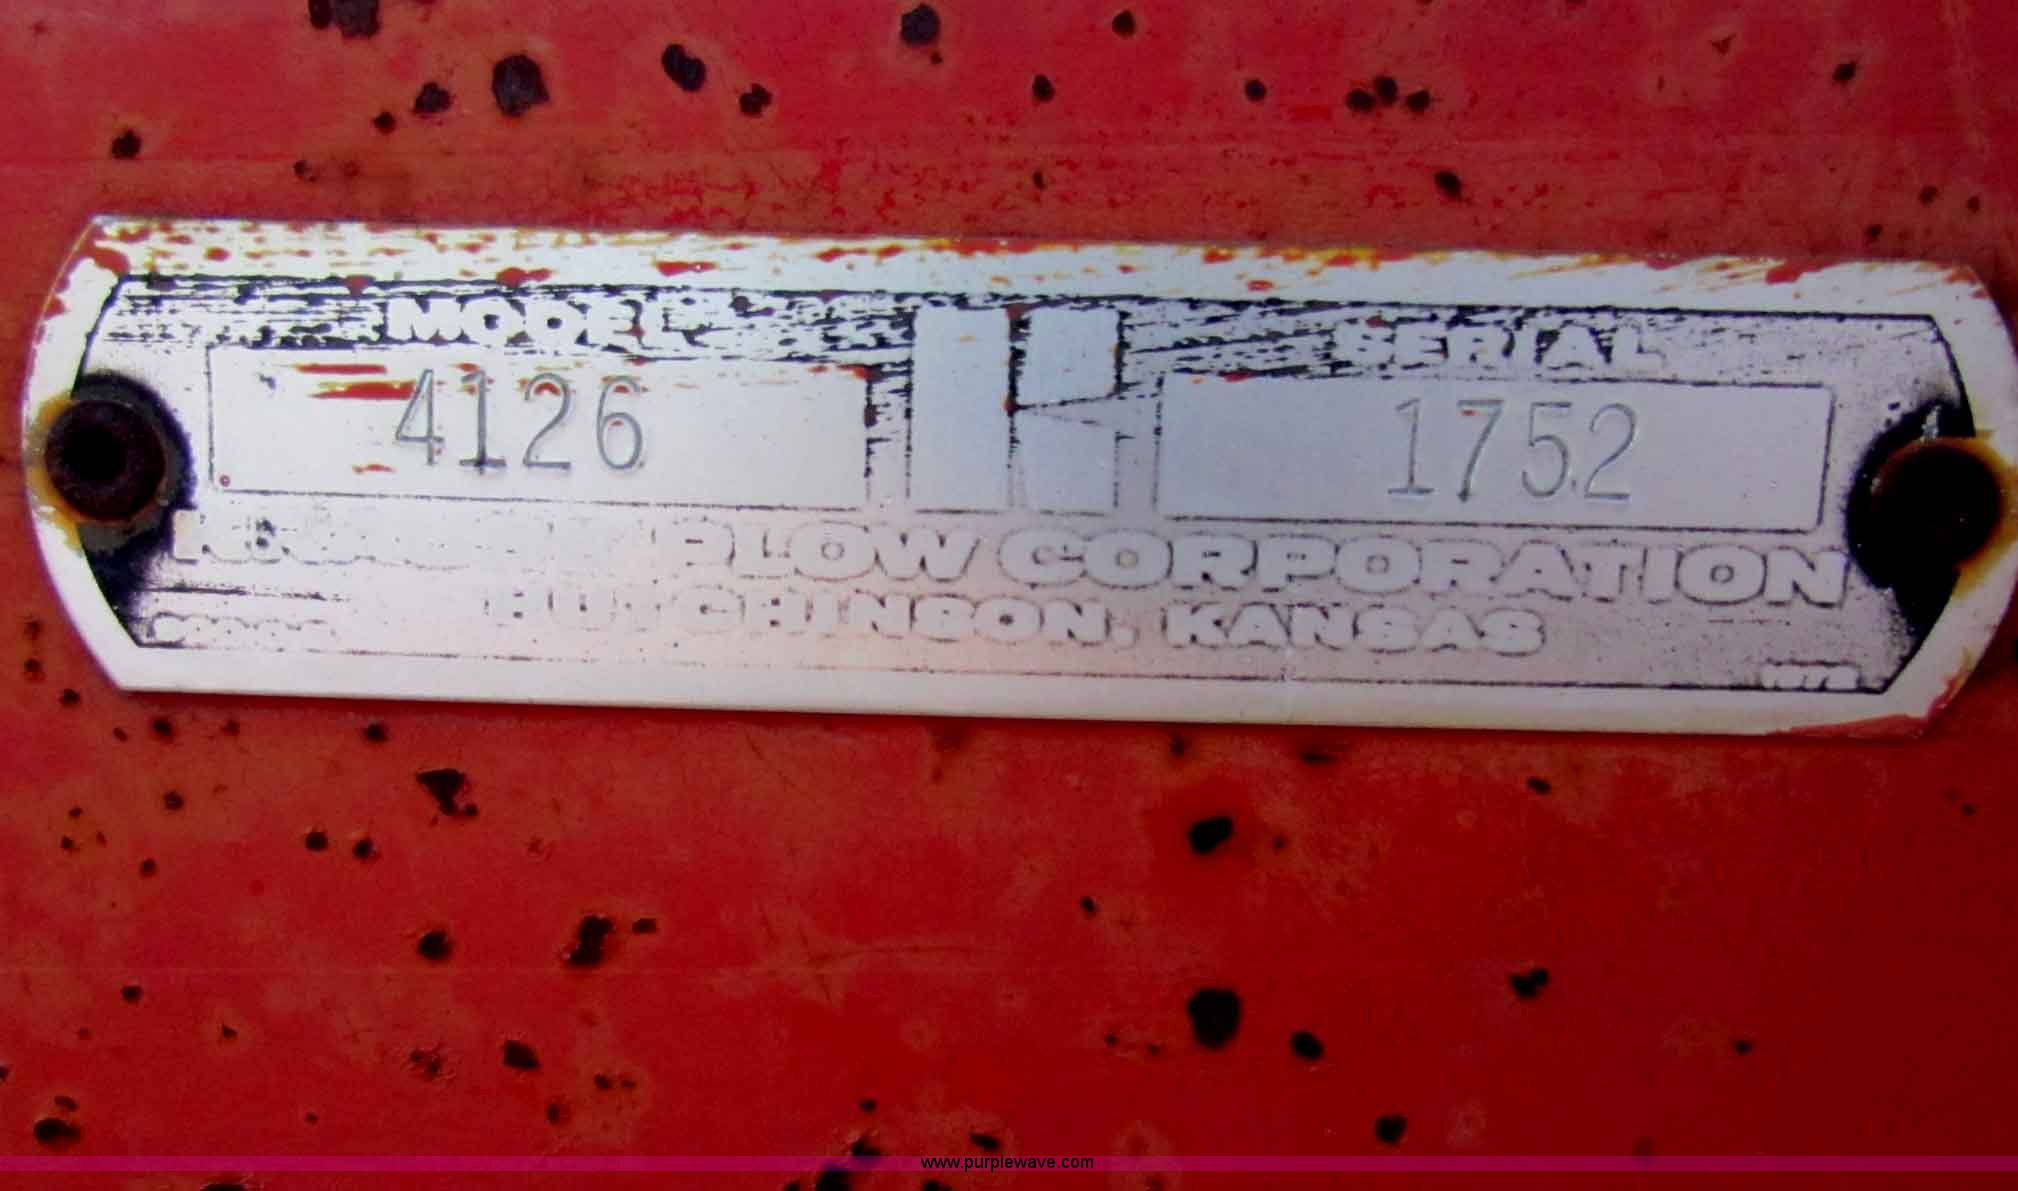 MODEL
SERIAL
4126
K
1752
PLOW CORPORATION
HUTCHINSON, KANSAS
www.purplewave.com